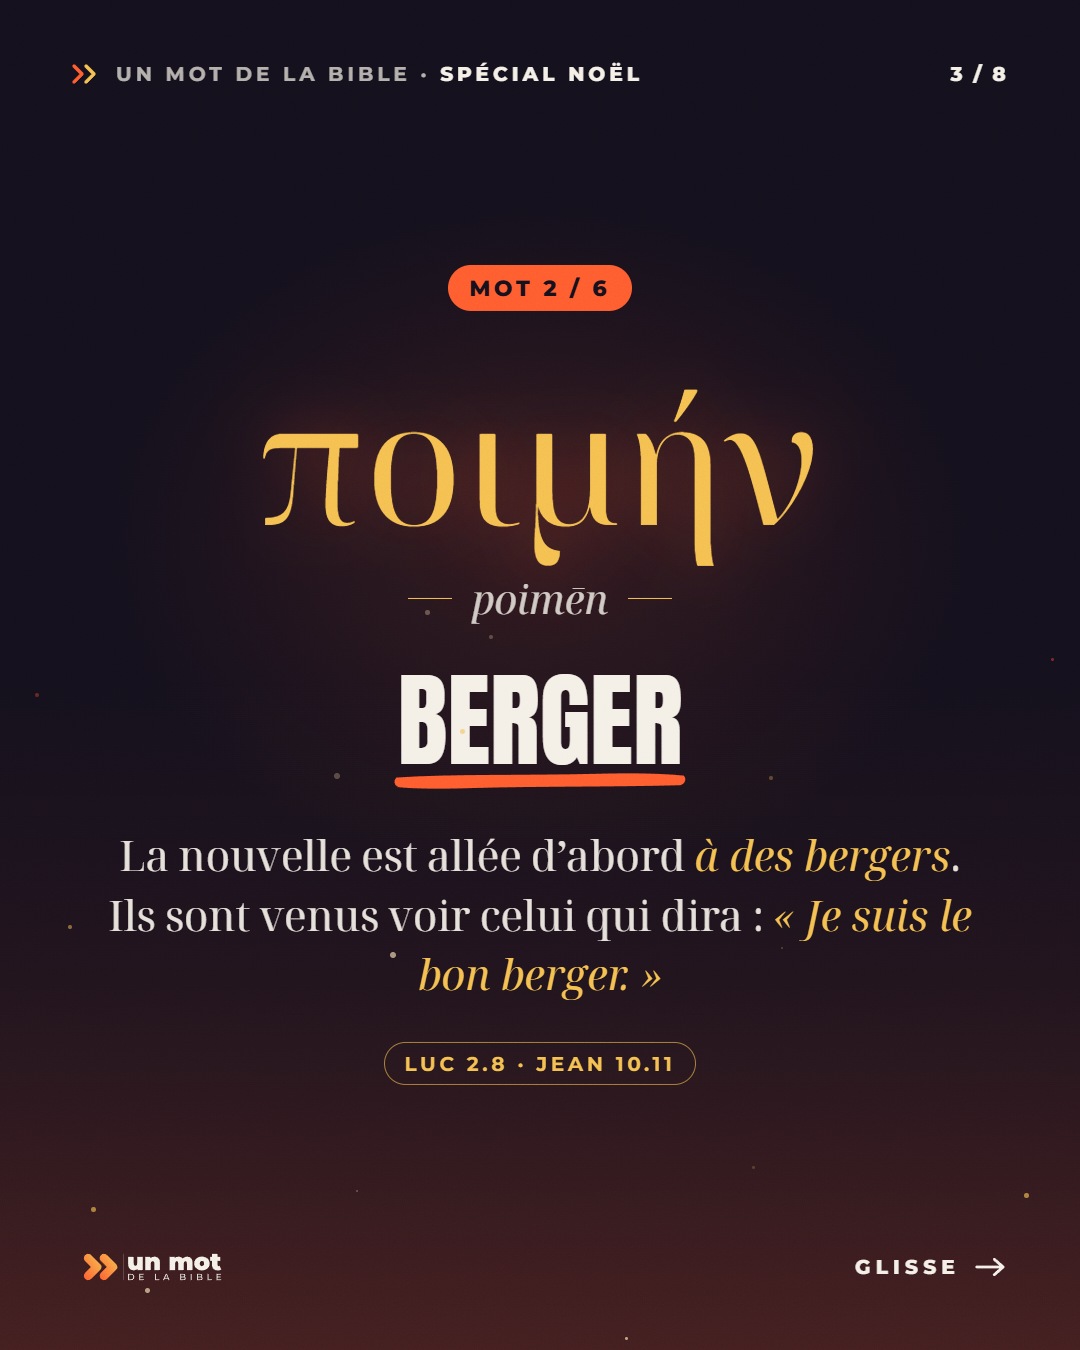 UN MOT DE LA BIBLE · SPÉCIAL NOËL
3 / 8
MOT 2 / 6
ποιμήν
poimēn
BERGER
La nouvelle est allée d’abord à des bergers.
Ils sont venus voir celui qui dira : « Je suis le
bon berger. »
LUC 2.8 · JEAN 10.11
un mot
DE LA BIBLE
GLISSE →